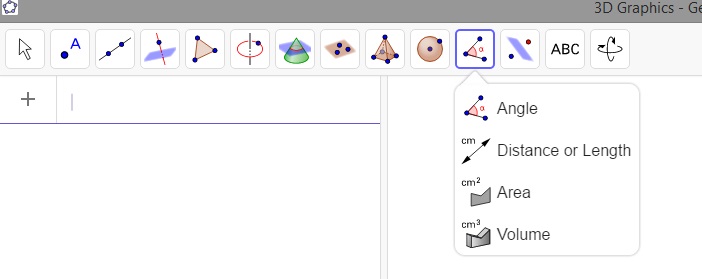 3D Graphics - Ge
A
α
ABC
+
α
Angle
cm
Distance or Length
cm²
Area
cm³
Volume